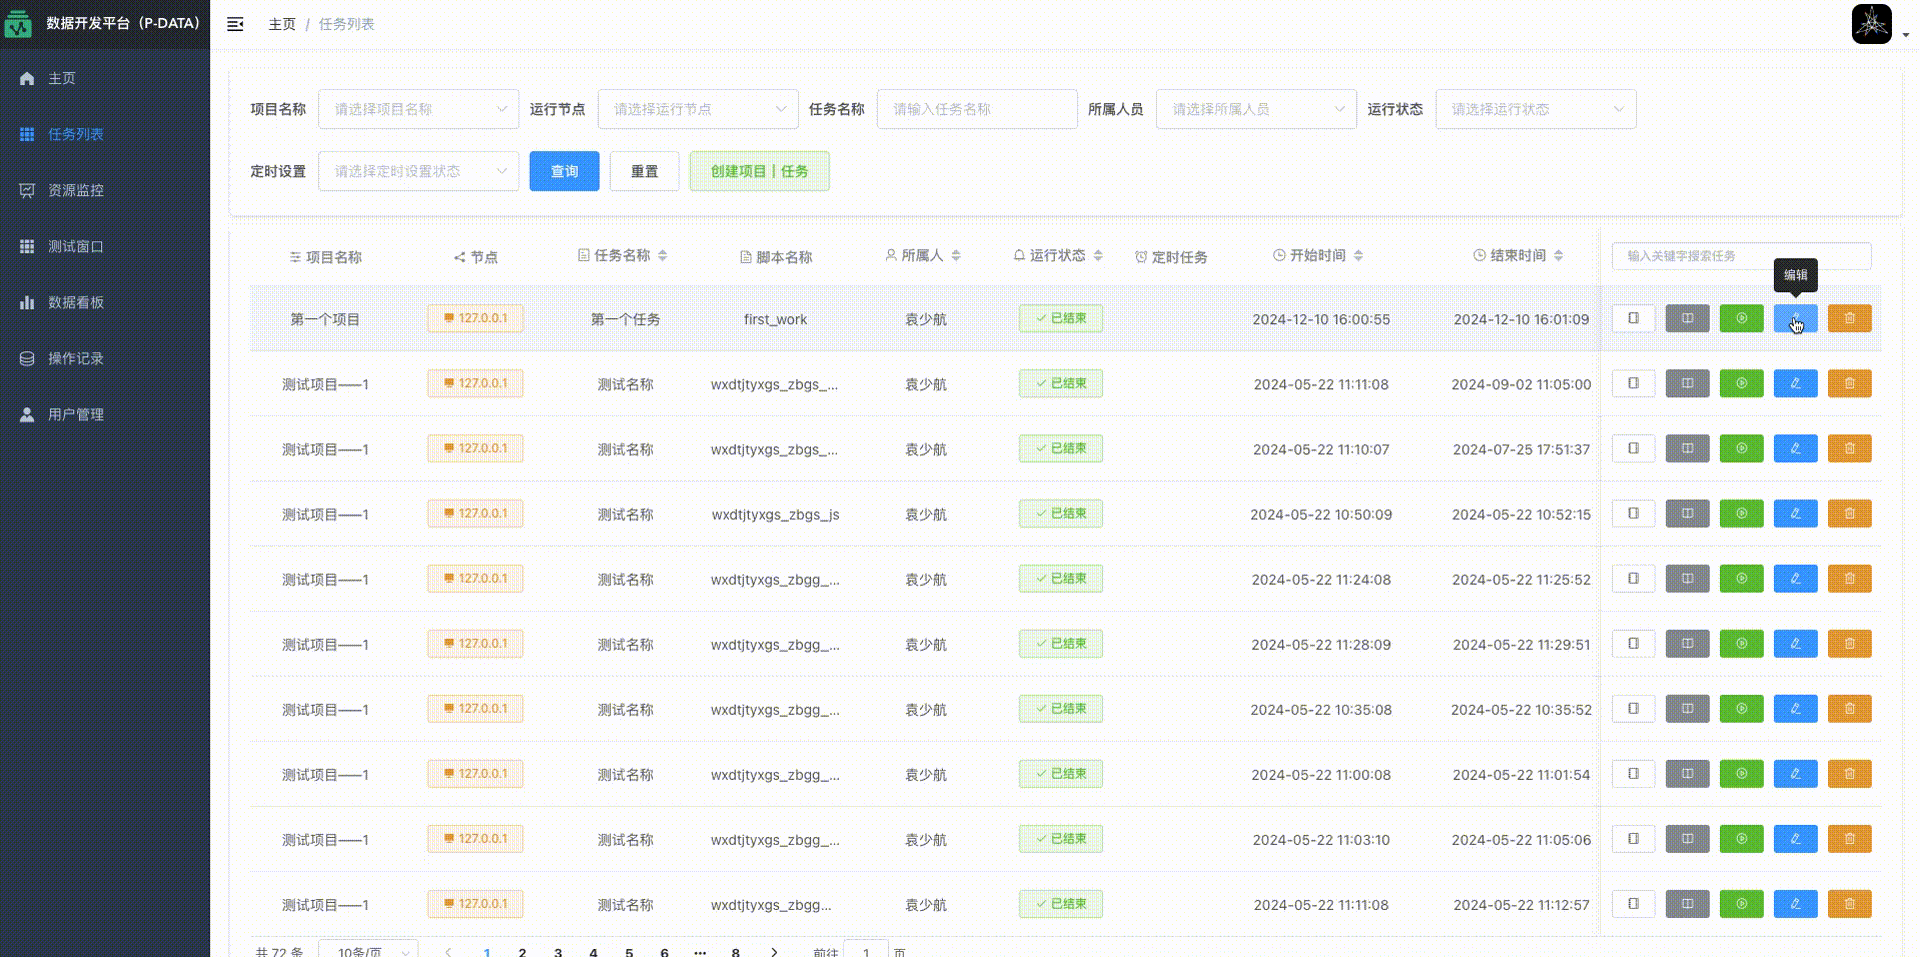 数据开发平台（P-DATA）
主页 / 任务列表
主页
任务列表
资源监控
测试窗口
数据看板
操作记录
用户管理
项目名称 请选择项目名称 运行节点 请选择运行节点 任务名称 请输入任务名称 所属人员 请选择所属人员 运行状态 请选择运行状态
定时设置 请选择定时设置状态 查询 重置 创建项目 | 任务
项目名称 节点 任务名称 脚本名称 所属人 运行状态 定时任务 开始时间 结束时间 输入关键字搜索任务
编辑
第一个项目 127.0.0.1 第一个任务 first_work 袁少航 已结束 2024-12-10 16:00:55 2024-12-10 16:01:09
测试项目——1 127.0.0.1 测试名称 wxdtjtyxgs_zbgs_... 袁少航 已结束 2024-05-22 11:11:08 2024-09-02 11:05:00
测试项目——1 127.0.0.1 测试名称 wxdtjtyxgs_zbgs_... 袁少航 已结束 2024-05-22 11:10:07 2024-07-25 17:51:37
测试项目——1 127.0.0.1 测试名称 wxdtjtyxgs_zbgs_js 袁少航 已结束 2024-05-22 10:50:09 2024-05-22 10:52:15
测试项目——1 127.0.0.1 测试名称 wxdtjtyxgs_zbgg_... 袁少航 已结束 2024-05-22 11:24:08 2024-05-22 11:25:52
测试项目——1 127.0.0.1 测试名称 wxdtjtyxgs_zbgg_... 袁少航 已结束 2024-05-22 11:28:09 2024-05-22 11:29:51
测试项目——1 127.0.0.1 测试名称 wxdtjtyxgs_zbgg_... 袁少航 已结束 2024-05-22 10:35:08 2024-05-22 10:35:52
测试项目——1 127.0.0.1 测试名称 wxdtjtyxgs_zbgg_... 袁少航 已结束 2024-05-22 11:00:08 2024-05-22 11:01:54
测试项目——1 127.0.0.1 测试名称 wxdtjtyxgs_zbgg_... 袁少航 已结束 2024-05-22 11:03:10 2024-05-22 11:05:06
测试项目——1 127.0.0.1 测试名称 wxdtjtyxgs_zbgg... 袁少航 已结束 2024-05-22 11:11:08 2024-05-22 11:12:57
共 72 条 10条/页 1 2 3 4 5 6 ... 8 前往 1 页